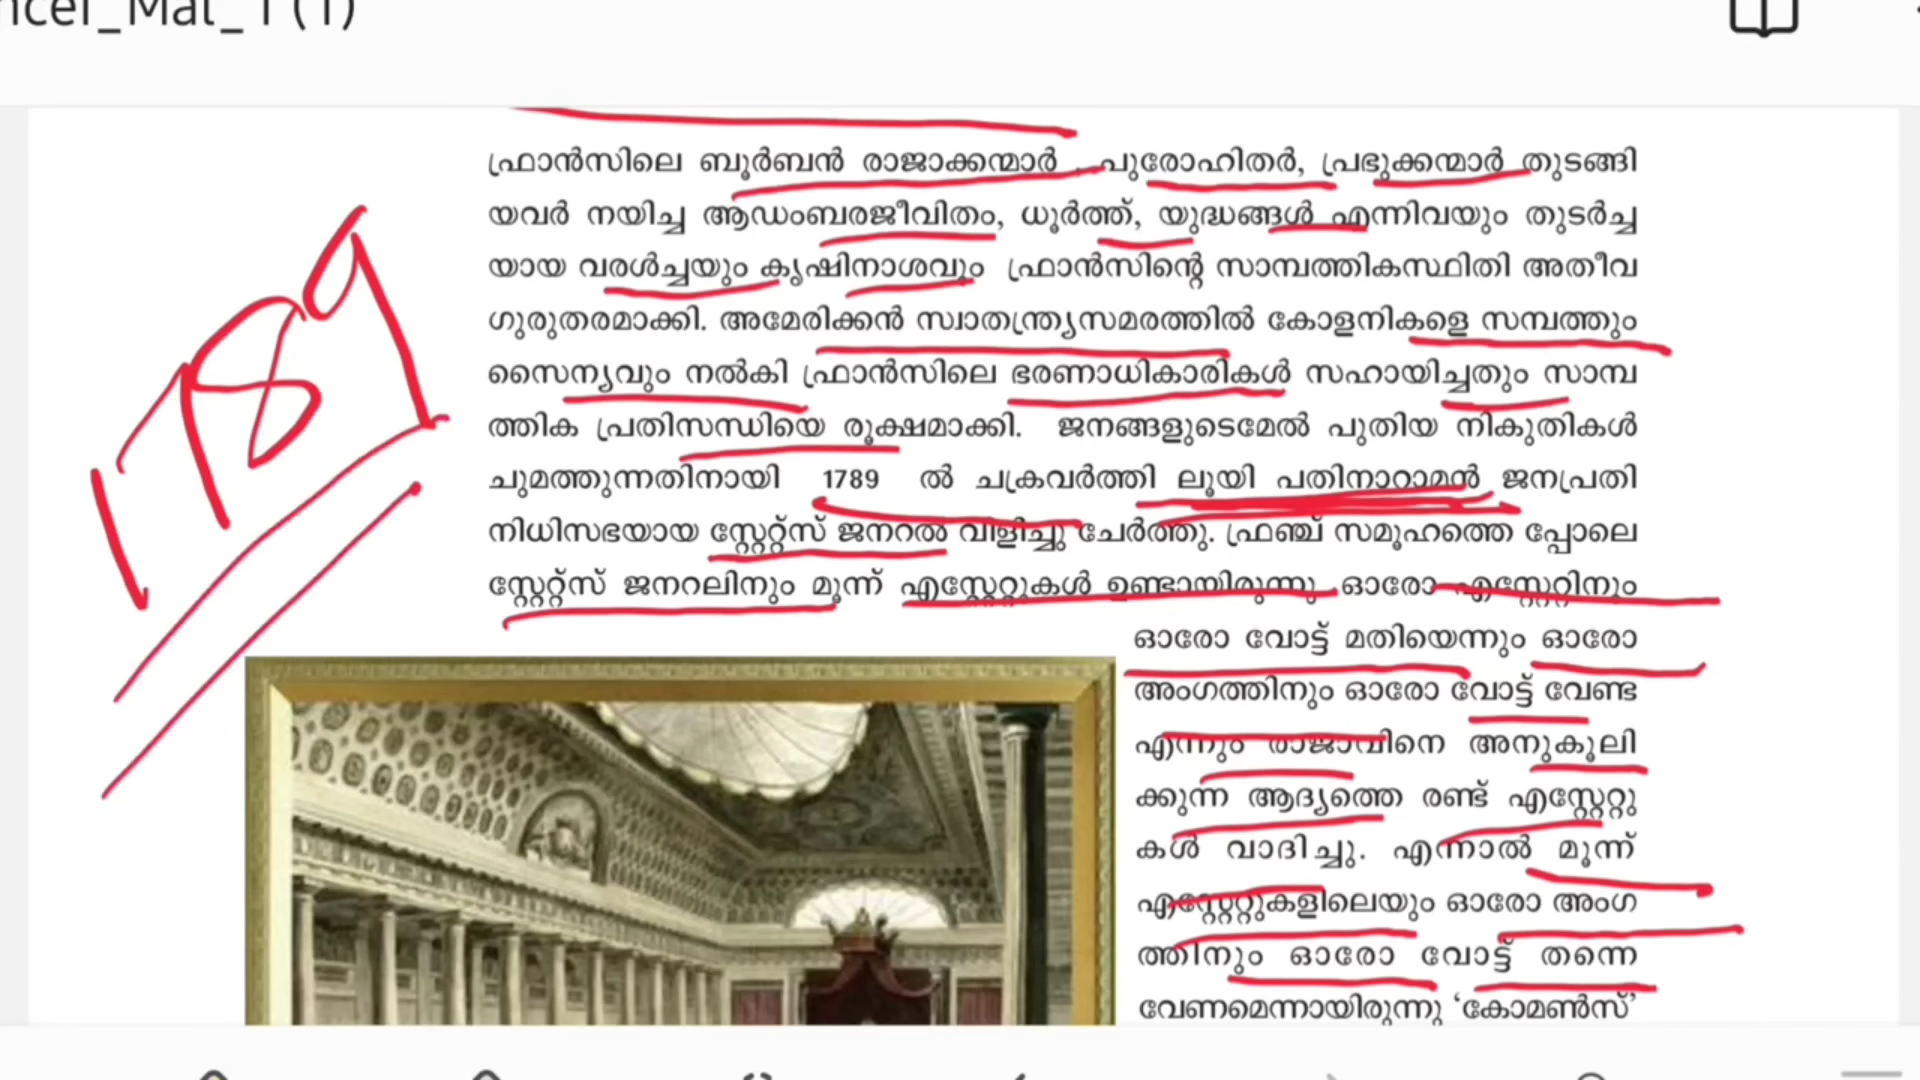 ncel_Mal_1 (1)
ഫ്രാൻസിലെ ബൂർബൻ രാജാക്കന്മാർ , പുരോഹിതർ, പ്രഭുക്കന്മാർ തുടങ്ങി
യവർ നയിച്ച ആഡംബരജീവിതം, ധൂർത്ത്, യുദ്ധങ്ങൾ എന്നിവയും തുടർച്ച
യായ വരൾച്ചയും കൃഷിനാശവും ഫ്രാൻസിന്റെ സാമ്പത്തികസ്ഥിതി അതീവ
ഗുരുതരമാക്കി. അമേരിക്കൻ സ്വാതന്ത്ര്യസമരത്തിൽ കോളനികളെ സമ്പത്തും
സൈന്യവും നൽകി ഫ്രാൻസിലെ ഭരണാധികാരികൾ സഹായിച്ചതും സാമ്പ
ത്തിക പ്രതിസന്ധിയെ രൂക്ഷമാക്കി. ജനങ്ങളുടെമേൽ പുതിയ നികുതികൾ
ചുമത്തുന്നതിനായി 1789 ൽ ചക്രവർത്തി ലൂയി പതിനാറാമൻ ജനപ്രതി
നിധിസഭയായ സ്റ്റേറ്റ്സ് ജനറൽ വിളിച്ചു ചേർത്തു. ഫ്രഞ്ച് സമൂഹത്തെ പ്പോലെ
സ്റ്റേറ്റ്സ് ജനറലിനും മൂന്ന് എസ്റ്റേറ്റുകൾ ഉണ്ടായിരുന്നു ഓരോ എസ്റ്റേറ്റിനും
ഓരോ വോട്ട് മതിയെന്നും ഓരോ
അംഗത്തിനും ഓരോ വോട്ട് വേണ്ട
എന്നും രാജാവിനെ അനുകൂലി
ക്കുന്ന ആദ്യത്തെ രണ്ട് എസ്റ്റേറ്റു
കൾ വാദിച്ചു. എന്നാൽ മൂന്ന്
എസ്റ്റേറ്റുകളിലെയും ഓരോ അംഗ
ത്തിനും ഓരോ വോട്ട് തന്നെ
വേണമെന്നായിരുന്നു 'കോമൺസ്'
1789